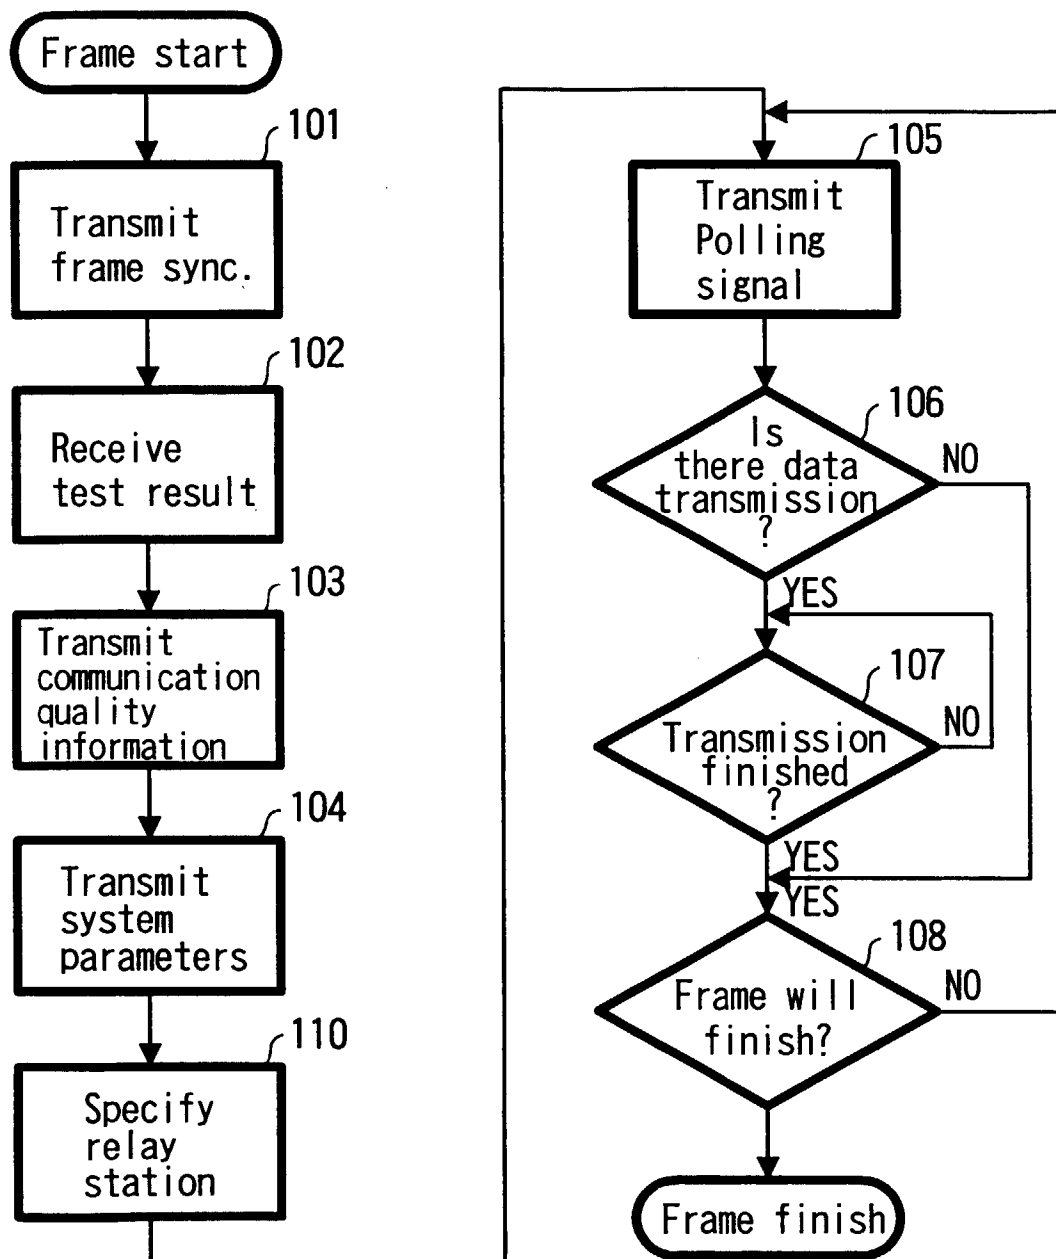 Frame start
101
Transmit
frame sync.
102
Receive
test result
103
Transmit
communication
quality
information
104
Transmit
system
parameters
110
Specify
relay
station
105
Transmit
Polling
signal
106
Is
there data
transmission
?
NO
YES
107
Transmission
finished
?
NO
YES
YES
108
Frame will
finish?
NO
Frame finish